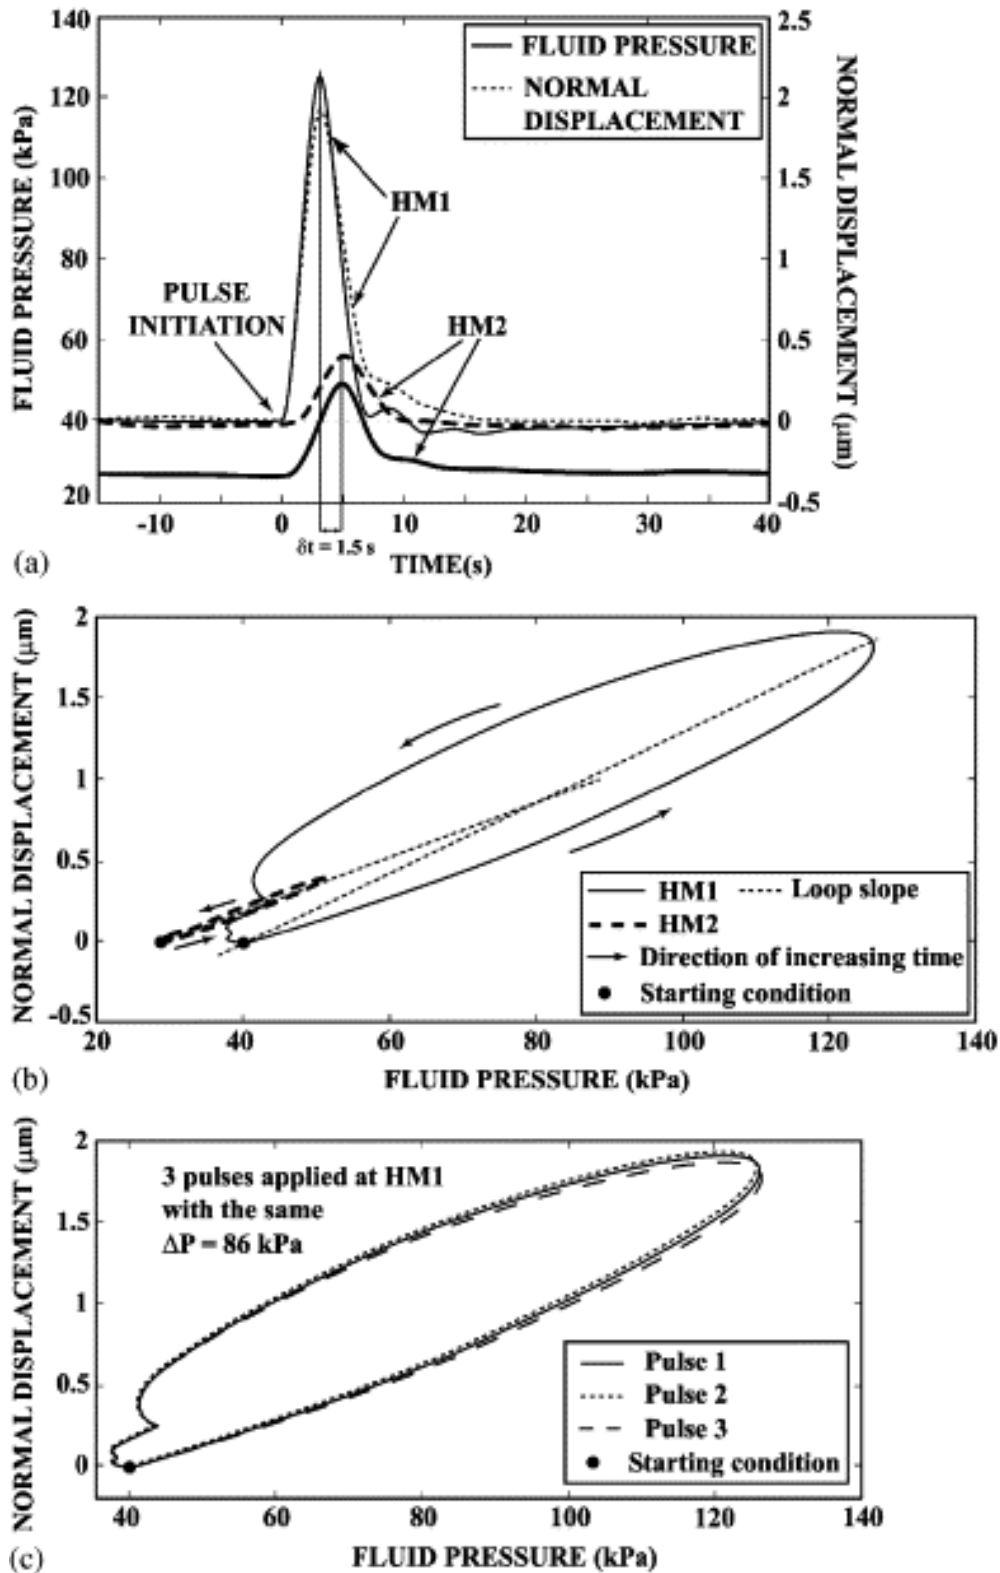 140
120
100
80
60
40
20
FLUID PRESSURE (kPa)
2.5
2
1.5
1
0.5
0
-0.5
NORMAL DISPLACEMENT (μm)
FLUID PRESSURE
NORMAL
DISPLACEMENT
HM1
PULSE
INITIATION
HM2
-10 0 10 20 30 40
δt = 1.5 s
TIME(s)
(a)
2
1.5
1
0.5
0
-0.5
NORMAL DISPLACEMENT (μm)
HM1 Loop slope
HM2
Direction of increasing time
Starting condition
20 40 60 80 100 120 140
FLUID PRESSURE (kPa)
(b)
2
1.5
1
0.5
0
NORMAL DISPLACEMENT (μm)
3 pulses applied at HM1
with the same
ΔP = 86 kPa
Pulse 1
Pulse 2
Pulse 3
Starting condition
40 60 80 100 120 140
FLUID PRESSURE (kPa)
(c)